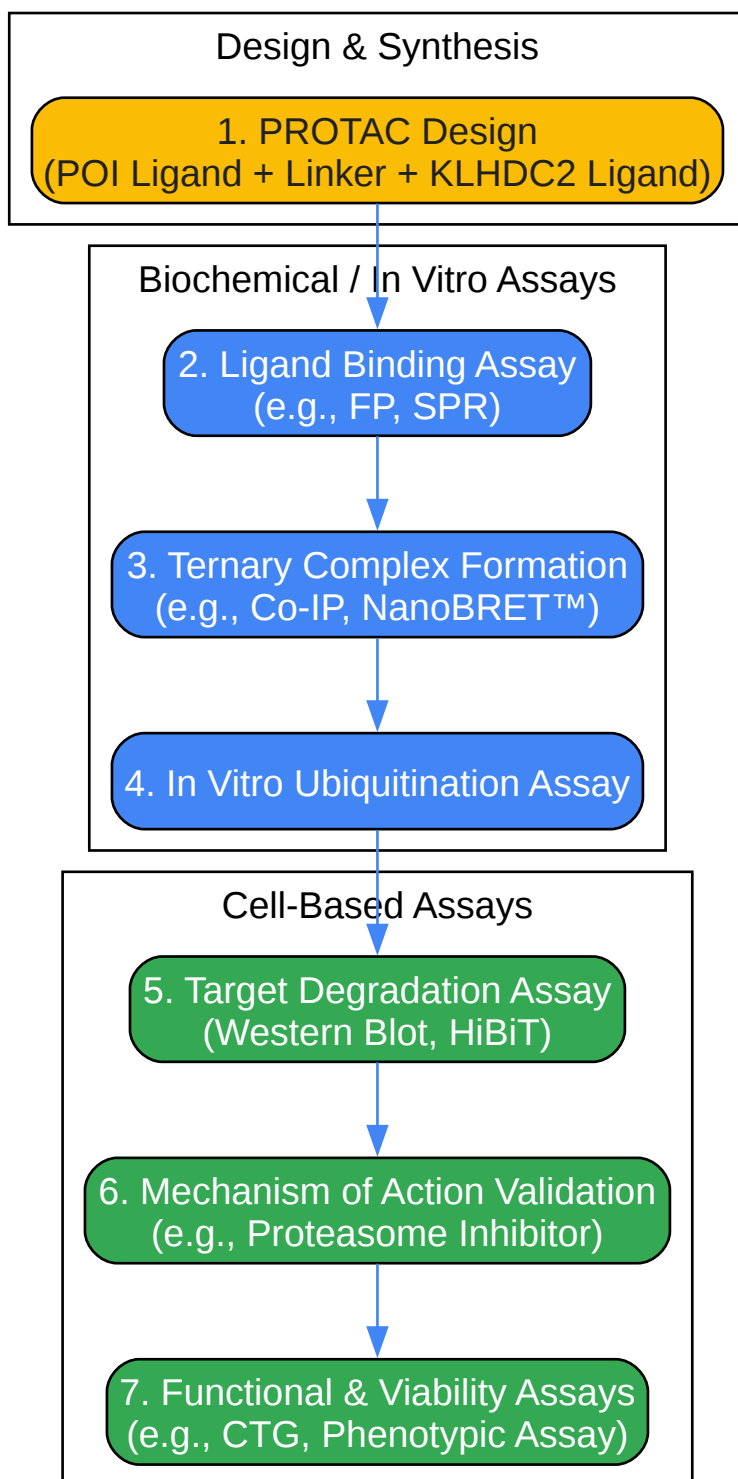 Design & Synthesis
1. PROTAC Design
(POI Ligand + Linker + KLHDC2 Ligand)
Biochemical / In Vitro Assays
2. Ligand Binding Assay
(e.g., FP, SPR)
3. Ternary Complex Formation
(e.g., Co-IP, NanoBRET™)
4. In Vitro Ubiquitination Assay
Cell-Based Assays
5. Target Degradation Assay
(Western Blot, HiBiT)
6. Mechanism of Action Validation
(e.g., Proteasome Inhibitor)
7. Functional & Viability Assays
(e.g., CTG, Phenotypic Assay)